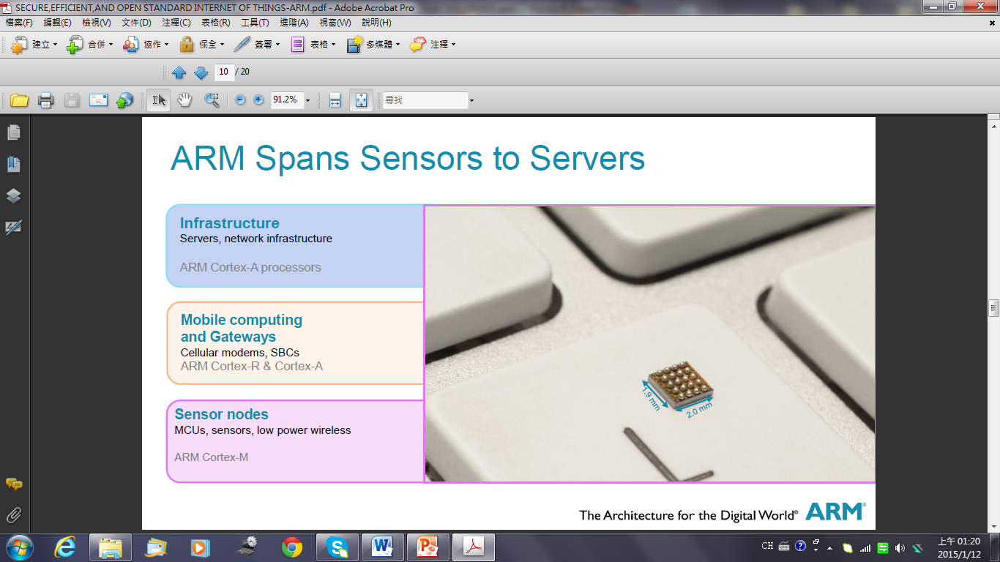 SECURE,EFFICIENT,AND OPEN STANDARD INTERNET OF THINGS-ARM.pdf - Adobe Acrobat Pro
檔案(F) 編輯(E) 檢視(V) 文件(D) 注釋(C) 表格(R) 工具(T) 進階(A) 視窗(W) 說明(H)
建立 合併 協作 保全 簽署 表格 多媒體 注釋
10 / 20
91.2% 尋找
ARM Spans Sensors to Servers
Infrastructure
Servers, network infrastructure
ARM Cortex-A processors
Mobile computing
and Gateways
Cellular modems, SBCs
ARM Cortex-R & Cortex-A
Sensor nodes
MCUs, sensors, low power wireless
ARM Cortex-M
1.9 mm
2.0 mm
The Architecture for the Digital World® ARM®
CH
上午 01:20
2015/1/12